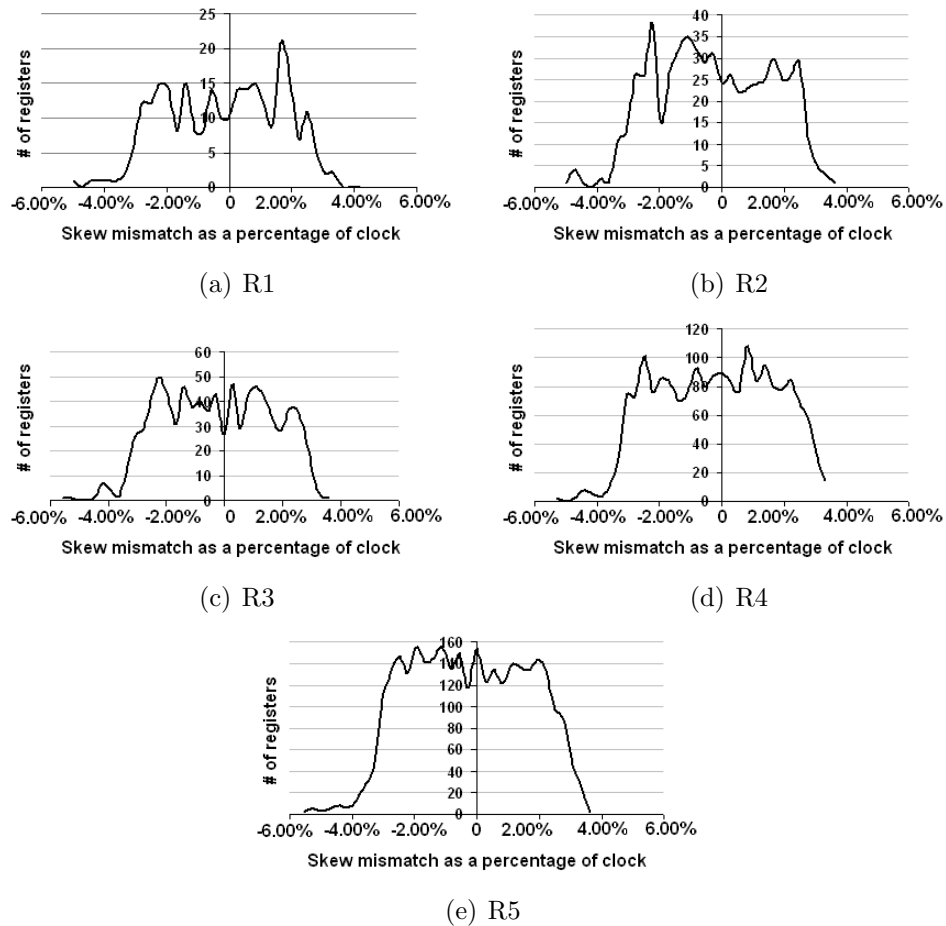 25
20
15
10
5
0
# of registers
-6.00% -4.00% -2.00% 0 2.00% 4.00% 6.00%
Skew mismatch as a percentage of clock
(a) R1
40
35
30
25
20
15
10
5
0
# of registers
-6.00% -4.00% -2.00% 0 2.00% 4.00% 6.00%
Skew mismatch as a percentage of clock
(b) R2
60
50
40
30
20
10
0
# of registers
-6.00% -4.00% -2.00% 0 2.00% 4.00% 6.00%
Skew mismatch as a percentage of clock
(c) R3
120
100
80
60
40
20
0
# of registers
-6.00% -4.00% -2.00% 0 2.00% 4.00% 6.00%
Skew mismatch as a percentage of clock
(d) R4
160
140
120
100
80
60
40
20
0
# of registers
-6.00% -4.00% -2.00% 0 2.00% 4.00% 6.00%
Skew mismatch as a percentage of clock
(e) R5